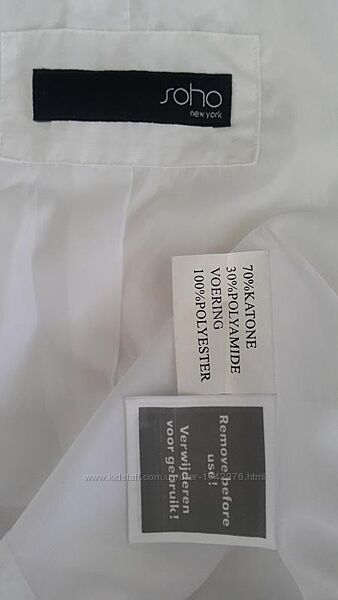 soho
new york
70%KATONE
30%POLYAMIDE
VOERING
100%POLYESTER
Remove before
use!
Verwijderen
voor gebruik!